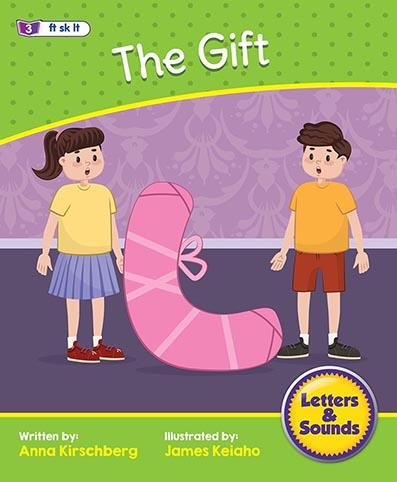 3 ft sk lt
The Gift
Letters
&
Sounds
Written by:
Anna Kirschberg
Illustrated by:
James Keiaho